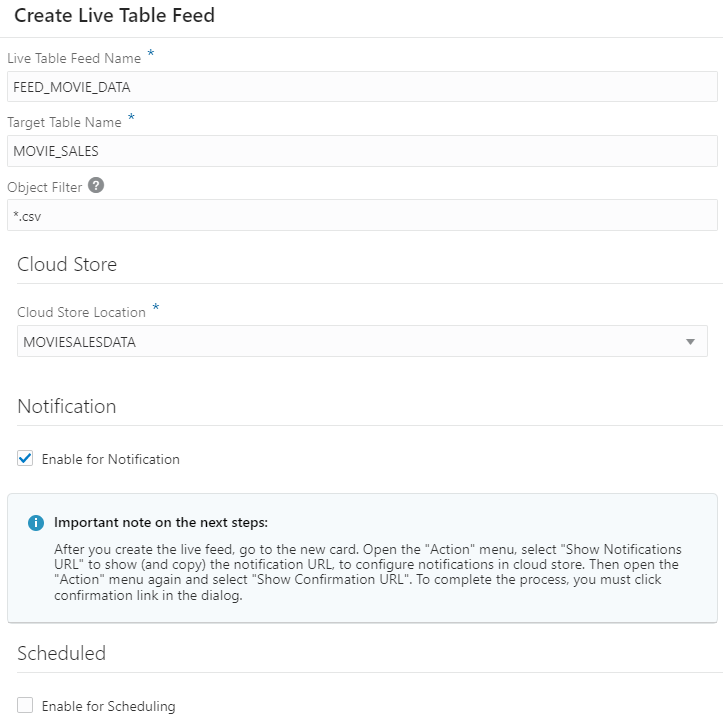 Create Live Table Feed
Live Table Feed Name *
FEED_MOVIE_DATA
Target Table Name *
MOVIE_SALES
Object Filter ?
*.csv
Cloud Store
Cloud Store Location *
MOVIESALESDATA
Notification
Enable for Notification
i Important note on the next steps:
After you create the live feed, go to the new card. Open the "Action" menu, select "Show Notifications
URL" to show (and copy) the notification URL, to configure notifications in cloud store. Then open the
"Action" menu again and select "Show Confirmation URL". To complete the process, you must click
confirmation link in the dialog.
Scheduled
Enable for Scheduling